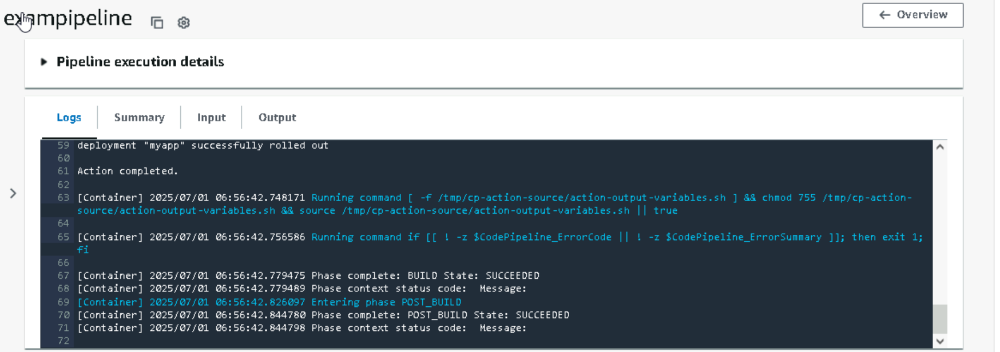 exampipeline
← Overview
Pipeline execution details
Logs
Summary
Input
Output
59 deployment "myapp" successfully rolled out
60
61 Action completed.
62
63 [Container] 2025/07/01 06:56:42.748171 Running command [ -f /tmp/cp-action-source/action-output-variables.sh ] && chmod 755 /tmp/cp-action-
source/action-output-variables.sh && source /tmp/cp-action-source/action-output-variables.sh || true
64
65 [Container] 2025/07/01 06:56:42.756586 Running command if [[ ! -z $CodePipeline_ErrorCode || ! -z $CodePipeline_ErrorSummary ]]; then exit 1;
fi
66
67 [Container] 2025/07/01 06:56:42.779475 Phase complete: BUILD State: SUCCEEDED
68 [Container] 2025/07/01 06:56:42.779489 Phase context status code:  Message:
69 [Container] 2025/07/01 06:56:42.826097 Entering phase POST_BUILD
70 [Container] 2025/07/01 06:56:42.844780 Phase complete: POST_BUILD State: SUCCEEDED
71 [Container] 2025/07/01 06:56:42.844798 Phase context status code:  Message:
72